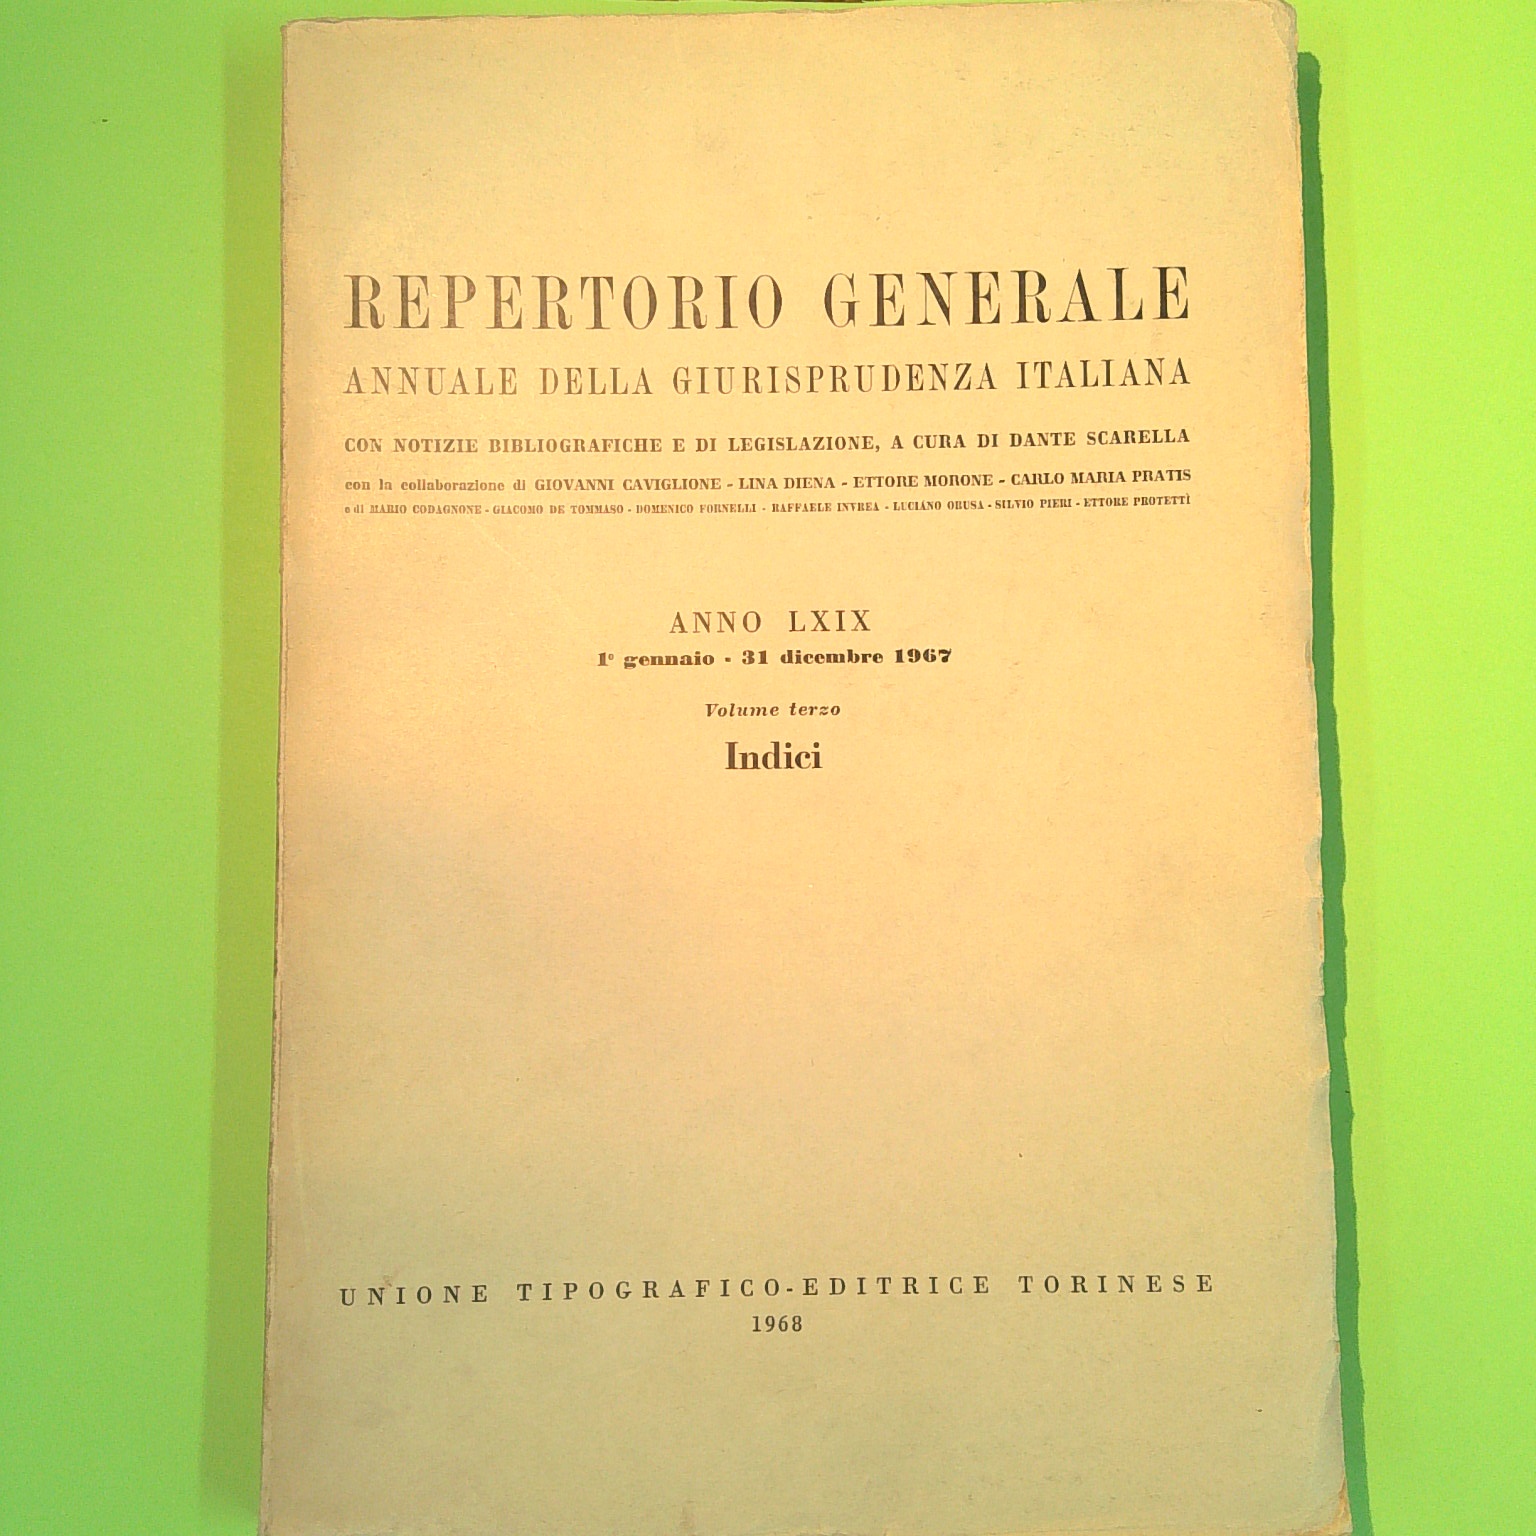 REPERTORIO GENERALE
ANNUALE DELLA GIURISPRUDENZA ITALIANA
CON NOTIZIE BIBLIOGRAFICHE E DI LEGISLAZIONE, A CURA DI DANTE SCARELLA
con la collaborazione di GIOVANNI CAVIGLIONE - LINA DIENA - ETTORE MORONE - CARLO MARIA PRATIS
e di MARIO CODAGNONE - GIACOMO DE TOMMASO - DOMENICO FORNELLI - RAFFAELE INVREA - LUCIANO ORUSA - SILVIO PIERI - ETTORE PROTETTÌ
ANNO LXIX
1° gennaio - 31 dicembre 1967
Volume terzo
Indici
UNIONE TIPOGRAFICO-EDITRICE TORINESE
1968